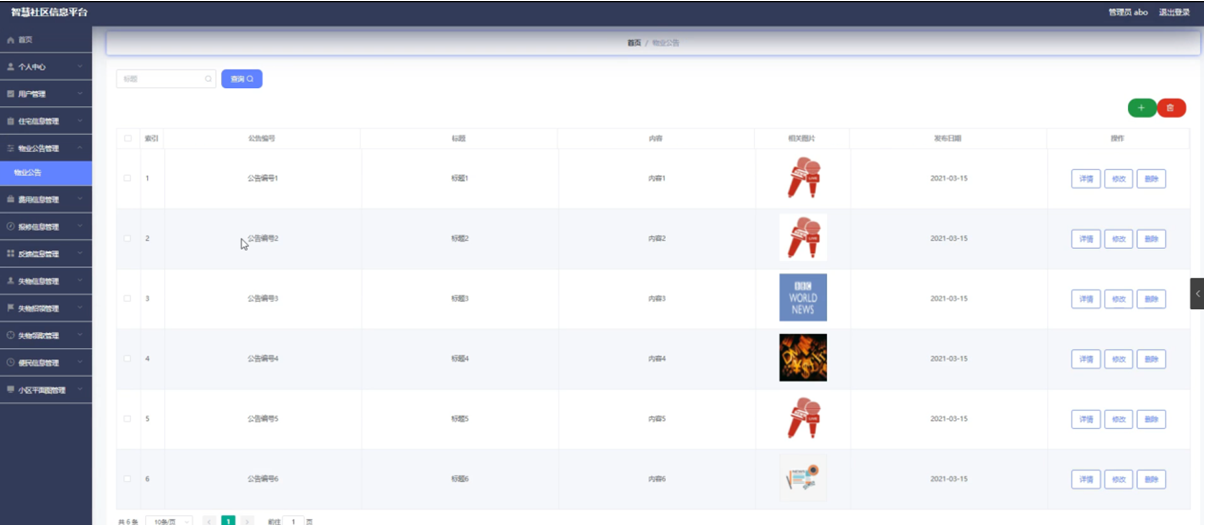 智慧社区信息平台
管理员 abo 退出登录
首页
首页 / 物业公告
个人中心
标题
查询
用户管理
住宅信息管理
索引 公告编号 标题 内容 相关图片 发布日期 操作
物业公告管理
物业公告
1 公告编号1 标题1 内容1 2021-03-15 详情 修改 删除
费用信息管理
报修信息管理
2 公告编号2 标题2 内容2 2021-03-15 详情 修改 删除
反馈信息管理
失物信息管理
BBC
WORLD
NEWS
3 公告编号3 标题3 内容3 2021-03-15 详情 修改 删除
失物招领管理
失物领取管理
便民信息管理
4 公告编号4 标题4 内容4 2021-03-15 详情 修改 删除
小区平面图管理
5 公告编号5 标题5 内容5 2021-03-15 详情 修改 删除
6 公告编号6 标题6 内容6 2021-03-15 详情 修改 删除
共 6 条 10条/页 1 前往 1 页